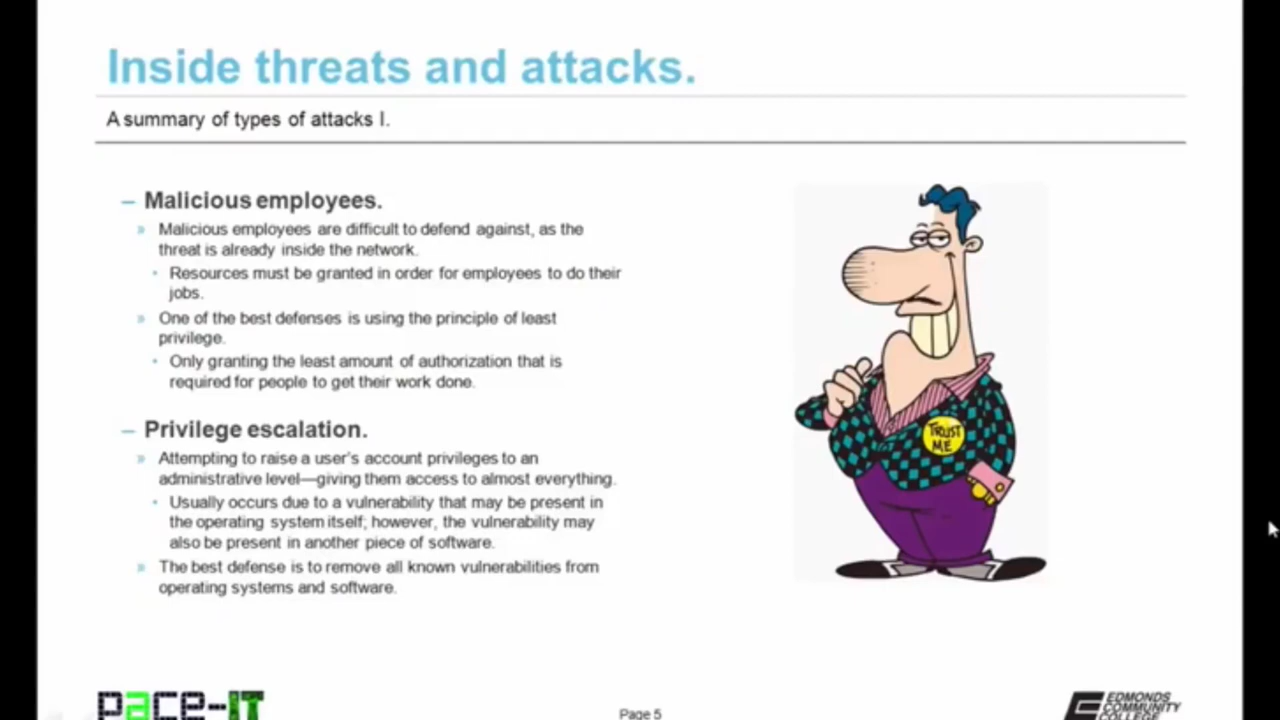 Inside threats and attacks.
A summary of types of attacks I.
– Malicious employees.
» Malicious employees are difficult to defend against, as the
threat is already inside the network.
• Resources must be granted in order for employees to do their
jobs.
» One of the best defenses is using the principle of least
privilege.
• Only granting the least amount of authorization that is
required for people to get their work done.
– Privilege escalation.
» Attempting to raise a user's account privileges to an
administrative level—giving them access to almost everything.
• Usually occurs due to a vulnerability that may be present in
the operating system itself; however, the vulnerability may
also be present in another piece of software.
» The best defense is to remove all known vulnerabilities from
operating systems and software.
TRUST
ME
pace-IT
Page 5
EDMONDS
COMMUNITY
COLLEGE